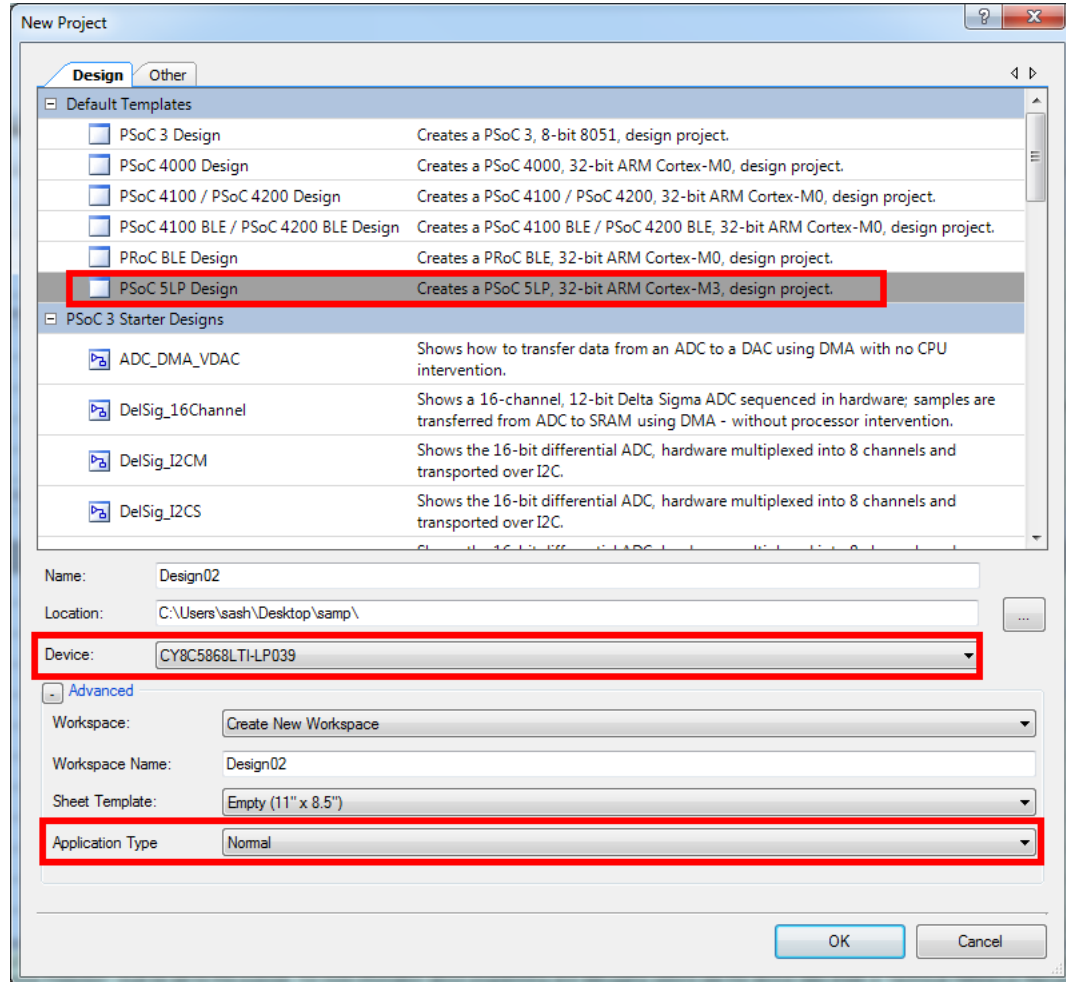 New Project
Design Other
Default Templates
PSoC 3 Design Creates a PSoC 3, 8-bit 8051, design project.
PSoC 4000 Design Creates a PSoC 4000, 32-bit ARM Cortex-M0, design project.
PSoC 4100 / PSoC 4200 Design Creates a PSoC 4100 / PSoC 4200, 32-bit ARM Cortex-M0, design project.
PSoC 4100 BLE / PSoC 4200 BLE Design Creates a PSoC 4100 BLE / PSoC 4200 BLE, 32-bit ARM Cortex-M0, design project.
PRoC BLE Design Creates a PRoC BLE, 32-bit ARM Cortex-M0, design project.
PSoC 5LP Design Creates a PSoC 5LP, 32-bit ARM Cortex-M3, design project.
PSoC 3 Starter Designs
ADC_DMA_VDAC Shows how to transfer data from an ADC to a DAC using DMA with no CPU
intervention.
DelSig_16Channel Shows a 16-channel, 12-bit Delta Sigma ADC sequenced in hardware; samples are
transferred from ADC to SRAM using DMA - without processor intervention.
DelSig_I2CM Shows the 16-bit differential ADC, hardware multiplexed into 8 channels and
transported over I2C.
DelSig_I2CS Shows the 16-bit differential ADC, hardware multiplexed into 8 channels and
transported over I2C.
Name: Design02
Location: C:\Users\sash\Desktop\samp\ ...
Device: CY8C5868LTI-LP039
- Advanced
Workspace: Create New Workspace
Workspace Name: Design02
Sheet Template: Empty (11" x 8.5")
Application Type Normal
OK Cancel